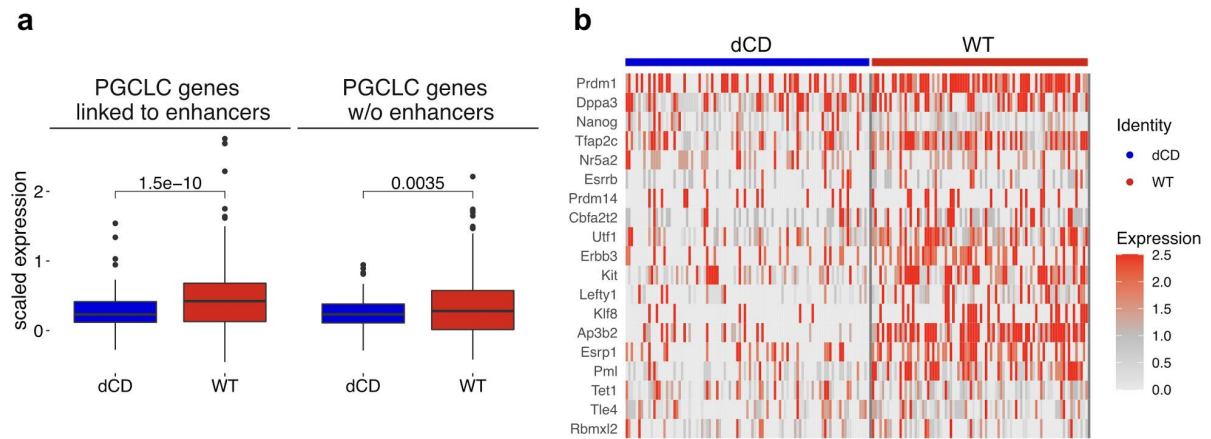 a
PGCLC genes
linked to enhancers
PGCLC genes
w/o enhancers
scaled expression
2
1
0
1.5e−10
0.0035
dCD
WT
dCD
WT
b
dCD
WT
Prdm1
Dppa3
Nanog
Tfap2c
Nr5a2
Esrrb
Prdm14
Cbfa2t2
Utf1
Erbb3
Kit
Lefty1
Klf8
Ap3b2
Esrp1
Pml
Tet1
Tle4
Rbmxl2
Identity
dCD
WT
Expression
2.5
2.0
1.5
1.0
0.5
0.0